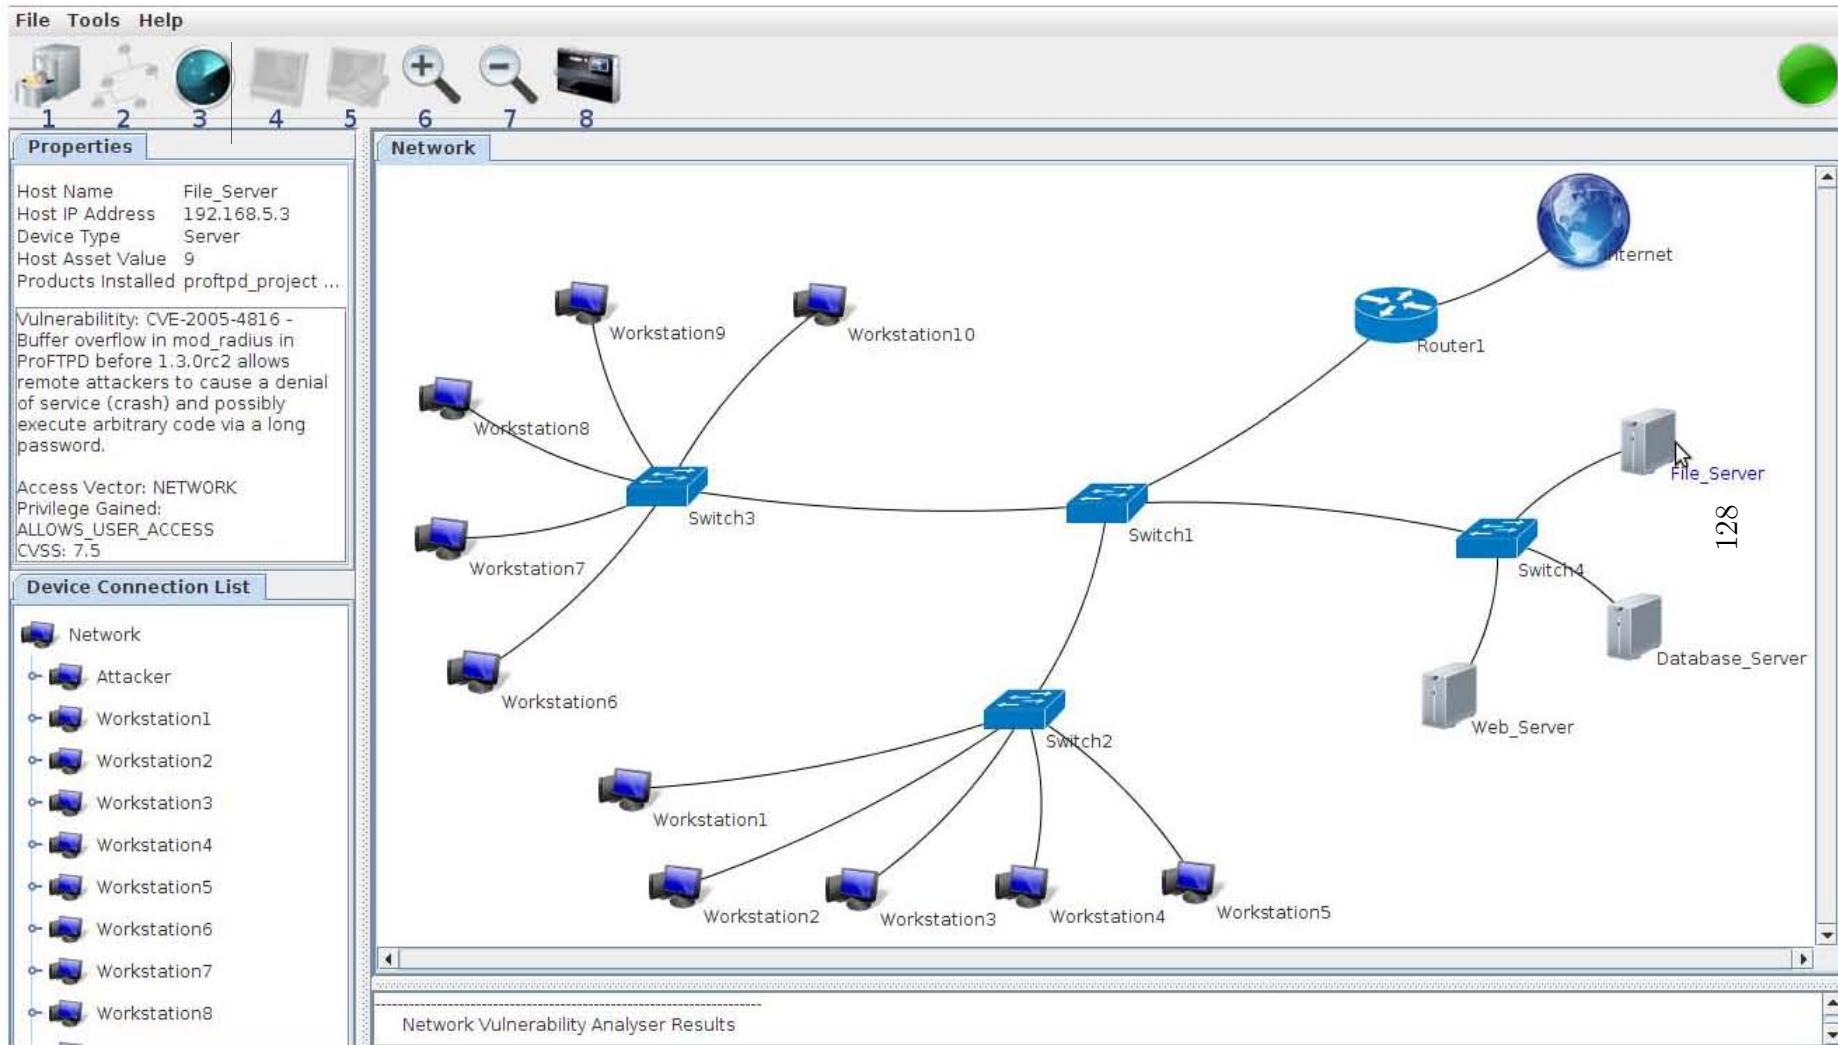 File Tools Help
1 2 3 4 5 6 7 8
Properties
Host Name File_Server
Host IP Address 192.168.5.3
Device Type Server
Host Asset Value 9
Products Installed proftpd_project ...
Vulnerabilitity: CVE-2005-4816 -
Buffer overflow in mod_radius in
ProFTPD before 1.3.0rc2 allows
remote attackers to cause a denial
of service (crash) and possibly
execute arbitrary code via a long
password.
Access Vector: NETWORK
Privilege Gained:
ALLOWS_USER_ACCESS
CVSS: 7.5
Device Connection List
Network
Attacker
Workstation1
Workstation2
Workstation3
Workstation4
Workstation5
Workstation6
Workstation7
Workstation8
Network
Internet
Workstation9
Workstation10
Router1
Workstation8
File_Server
Switch3
Switch1
128
Workstation7
Switch4
Database_Server
Workstation6
Web_Server
Switch2
Workstation1
Workstation2
Workstation3
Workstation4
Workstation5
Network Vulnerability Analyser Results